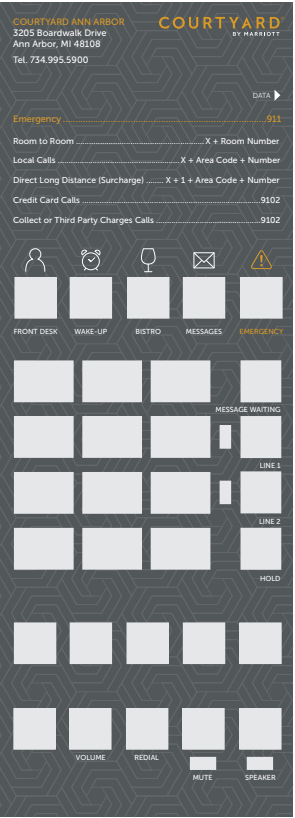 COURTYARD ANN ARBOR
3205 Boardwalk Drive
Ann Arbor, MI 48108
Tel. 734.995.5900
COURTYARD®
BY MARRIOTT
DATA
Emergency 911
Room to Room X + Room Number
Local Calls X + Area Code + Number
Direct Long Distance (Surcharge) X + 1 + Area Code + Number
Credit Card Calls 9102
Collect or Third Party Charges Calls 9102
FRONT DESK WAKE-UP BISTRO MESSAGES EMERGENCY
MESSAGE WAITING
LINE 1
LINE 2
HOLD
VOLUME REDIAL
MUTE SPEAKER